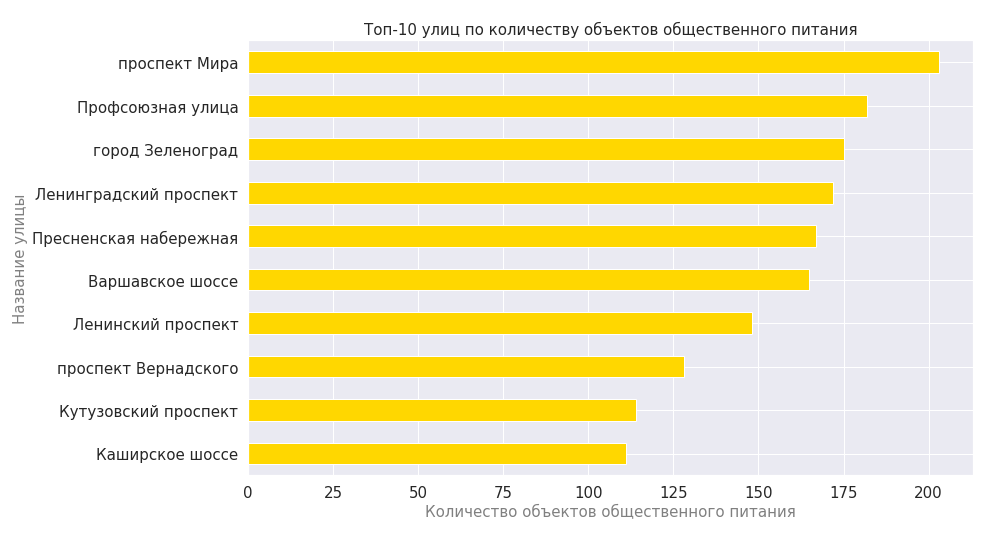 Топ-10 улиц по количеству объектов общественного питания
проспект Мира
Профсоюзная улица
город Зеленоград
Ленинградский проспект
Пресненская набережная
Варшавское шоссе
Ленинский проспект
проспект Вернадского
Кутузовский проспект
Каширское шоссе
Название улицы
0 25 50 75 100 125 150 175 200
Количество объектов общественного питания